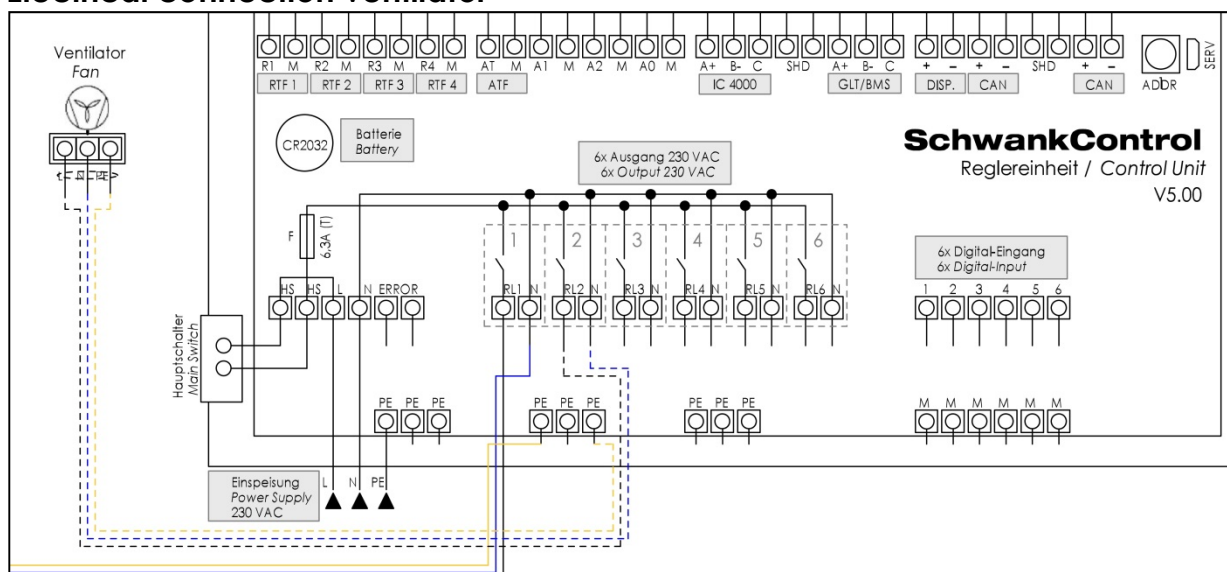 Ventilator
Fan
R1 M R2 M R3 M R4 M AT M A1 M A2 M A0 M A+ B- C SHD A+ B- C + − + − SHD + −
RTF 1 RTF 2 RTF 3 RTF 4 ATF IC 4000 GLT/BMS DISP. CAN CAN ADDR SERV
CR2032
Batterie
Battery
SchwankControl
Reglereinheit / Control Unit
V5.00
6x Ausgang 230 VAC
6x Output 230 VAC
F 6,3A (T)
1 2 3 4 5 6
6x Digital-Eingang
6x Digital-Input
HS HS L N ERROR RL1 N RL2 N RL3 N RL4 N RL5 N RL6 N
1 2 3 4 5 6
Hauptschalter
Main Switch
PE PE PE PE PE PE PE PE PE M M M M M M
Einspeisung
Power Supply
230 VAC
L N PE